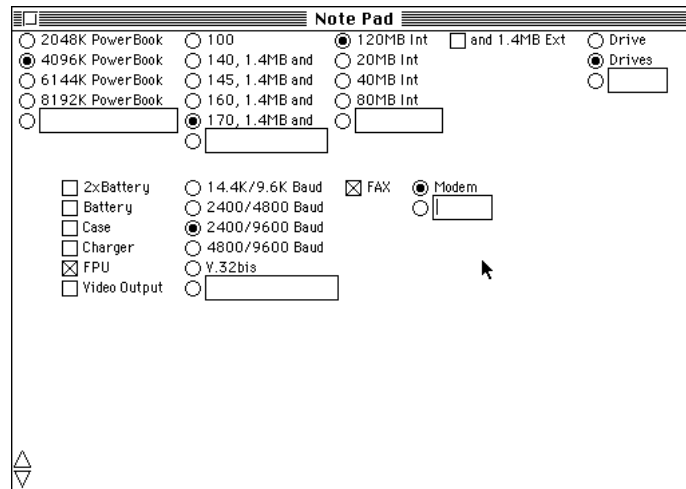 Note Pad
2048K PowerBook 100 120MB Int and 1.4MB Ext Drive
4096K PowerBook 140, 1.4MB and 20MB Int Drives
6144K PowerBook 145, 1.4MB and 40MB Int
8192K PowerBook 160, 1.4MB and 80MB Int
170, 1.4MB and
2xBattery 14.4K/9.6K Baud FAX Modem
Battery 2400/4800 Baud
Case 2400/9600 Baud
Charger 4800/9600 Baud
FPU V.32bis
Video Output